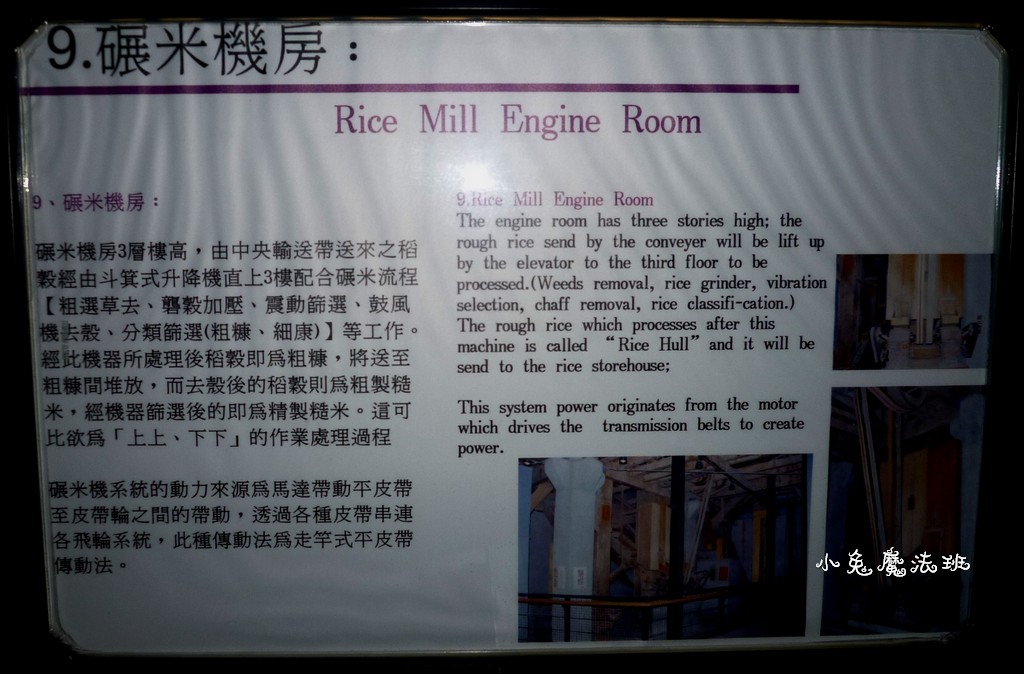 9.碾米機房：
Rice Mill Engine Room
9、碾米機房：
碾米機房3層樓高，由中央輸送帶送來之稻
穀經由斗箕式升降機直上3樓配合碾米流程
【粗選草去、礱穀加壓、震動篩選、鼓風
機去殼、分類篩選(粗糠、細康)】等工作。
經此機器所處理後稻穀即為粗糠，將送至
粗糠間堆放，而去殼後的稻穀則為粗製糙
米，經機器篩選後的即為精製糙米。這可
比欲為「上上、下下」的作業處理過程
碾米機系統的動力來源為馬達帶動平皮帶
至皮帶輪之間的帶動，透過各種皮帶串連
各飛輪系統，此種傳動法為走竿式平皮帶
傳動法。
9.Rice Mill Engine Room
The engine room has three stories high; the
rough rice send by the conveyer will be lift up
by the elevator to the third floor to be
processed.(Weeds removal, rice grinder, vibration
selection, chaff removal, rice classifi-cation.)
The rough rice which processes after this
machine is called “Rice Hull” and it will be
send to the rice storehouse;
This system power originates from the motor
which drives the transmission belts to create
power.
小兔魔法班